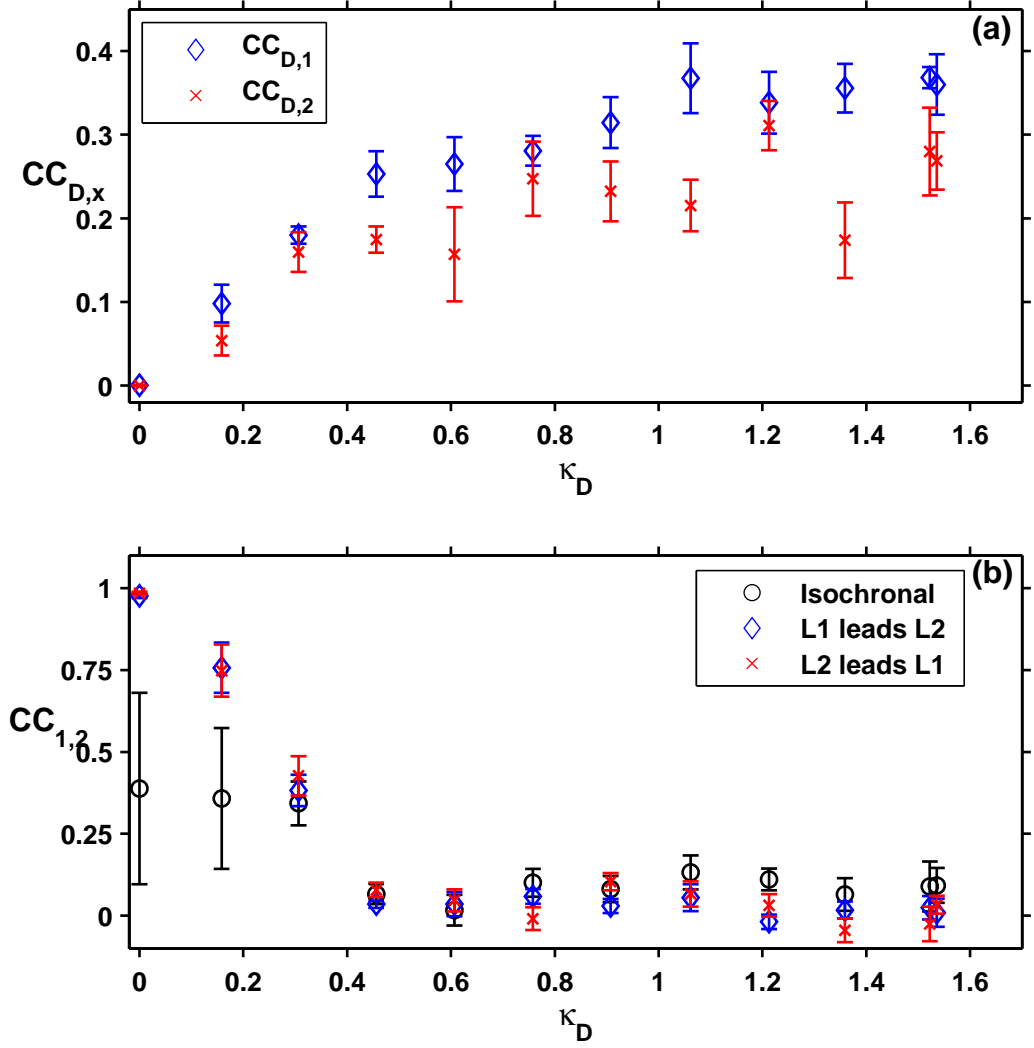 (a)
CC_D,1
CC_D,2
0.4
0.3
CC_D,x
0.2
0.1
0
0 0.2 0.4 0.6 0.8 1 1.2 1.4 1.6
κ_D
(b)
Isochronal
L1 leads L2
L2 leads L1
1
0.75
CC_1,2
0.5
0.25
0
0 0.2 0.4 0.6 0.8 1 1.2 1.4 1.6
κ_D